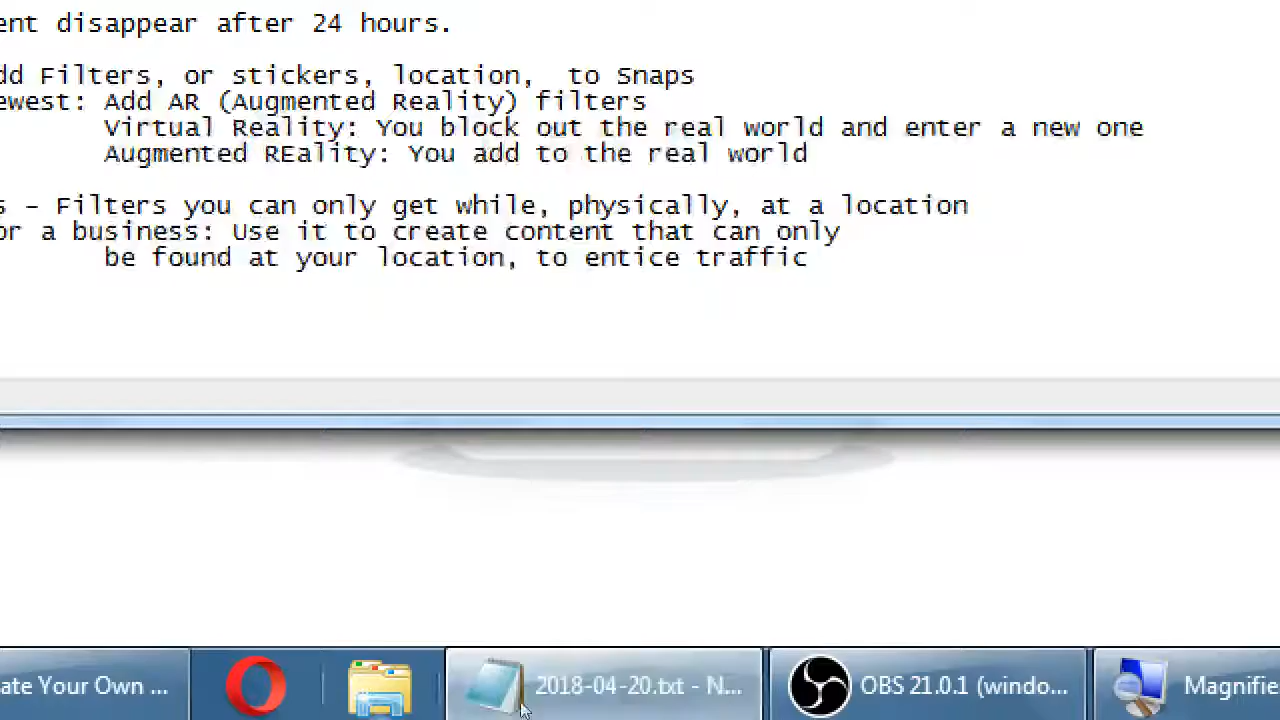 ent disappear after 24 hours.
dd Filters, or stickers, location,  to Snaps
ewest: Add AR (Augmented Reality) filters
Virtual Reality: You block out the real world and enter a new one
Augmented REality: You add to the real world
s – Filters you can only get while, physically, at a location
or a business: Use it to create content that can only
be found at your location, to entice traffic
ate Your Own ...
2018-04-20.txt - N...
OBS 21.0.1 (windo...
Magnifie